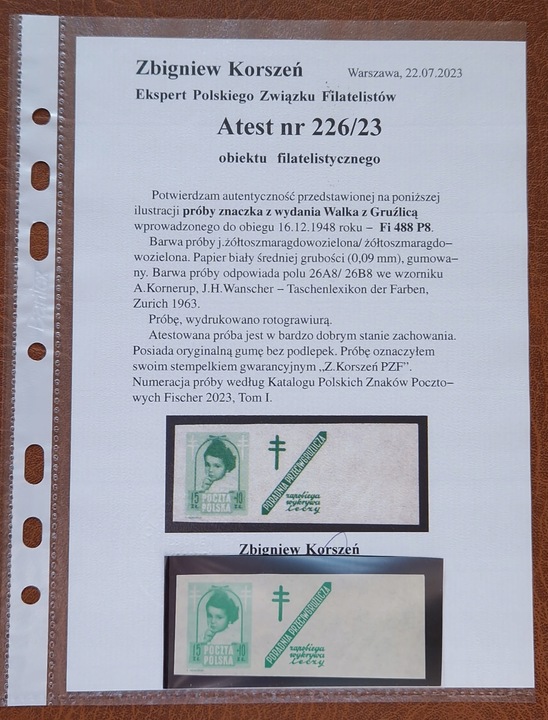 Zbigniew Korszeń
Warszawa, 22.07.2023
Ekspert Polskiego Związku Filatelistów
Atest nr 226/23
obiektu filatelistycznego
Potwierdzam autentyczność przedstawionej na poniższej
ilustracji próby znaczka z wydania Walka z Gruźlicą
wprowadzonego do obiegu 16.12.1948 roku – Fi 488 P8.
Barwa próby j.żółtoszmaragdowozielona/ żółtoszmaragdo–
wozielona. Papier biały średniej grubości (0,09 mm), gumowa–
ny. Barwa próby odpowiada polu 26A8/ 26B8 we wzorniku
A.Kornerup, J.H.Wanscher – Taschenlexikon der Farben,
Zurich 1963.
Próbę, wydrukowano rotograwiurą.
Atestowana próba jest w bardzo dobrym stanie zachowania.
Posiada oryginalną gumę bez podlepek. Próbę oznaczyłem
swoim stempelkiem gwarancyjnym „Z.Korszeń PZF”.
Numeracja próby według Katalogu Polskich Znaków Poczto–
wych Fischer 2023, Tom I.
15 ZŁ POCZTA POLSKA +10 ZŁ
PORADNIA PRZECIWGRUŹLICZA
zapobiega
wykrywa
leczy
Zbigniew Korszeń
15 ZŁ POCZTA POLSKA +10 ZŁ
PORADNIA PRZECIWGRUŹLICZA
zapobiega
wykrywa
leczy